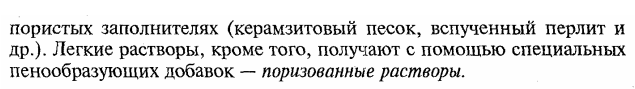 пористых заполнителях (керамзитовый песок, вспученный перлит и
др.). Легкие растворы, кроме того, получают с помощью специальных
пенообразующих добавок — поризованные растворы.